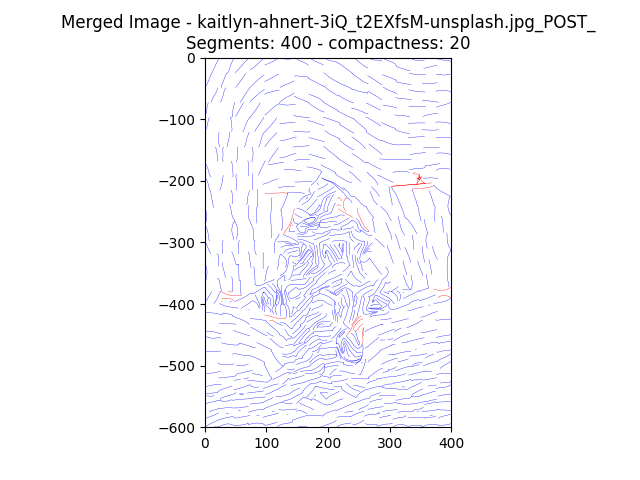 Merged Image - kaitlyn-ahnert-3iQ_t2EXfsM-unsplash.jpg_POST_
Segments: 400 - compactness: 20
0
−100
−200
−300
−400
−500
−600
0 100 200 300 400